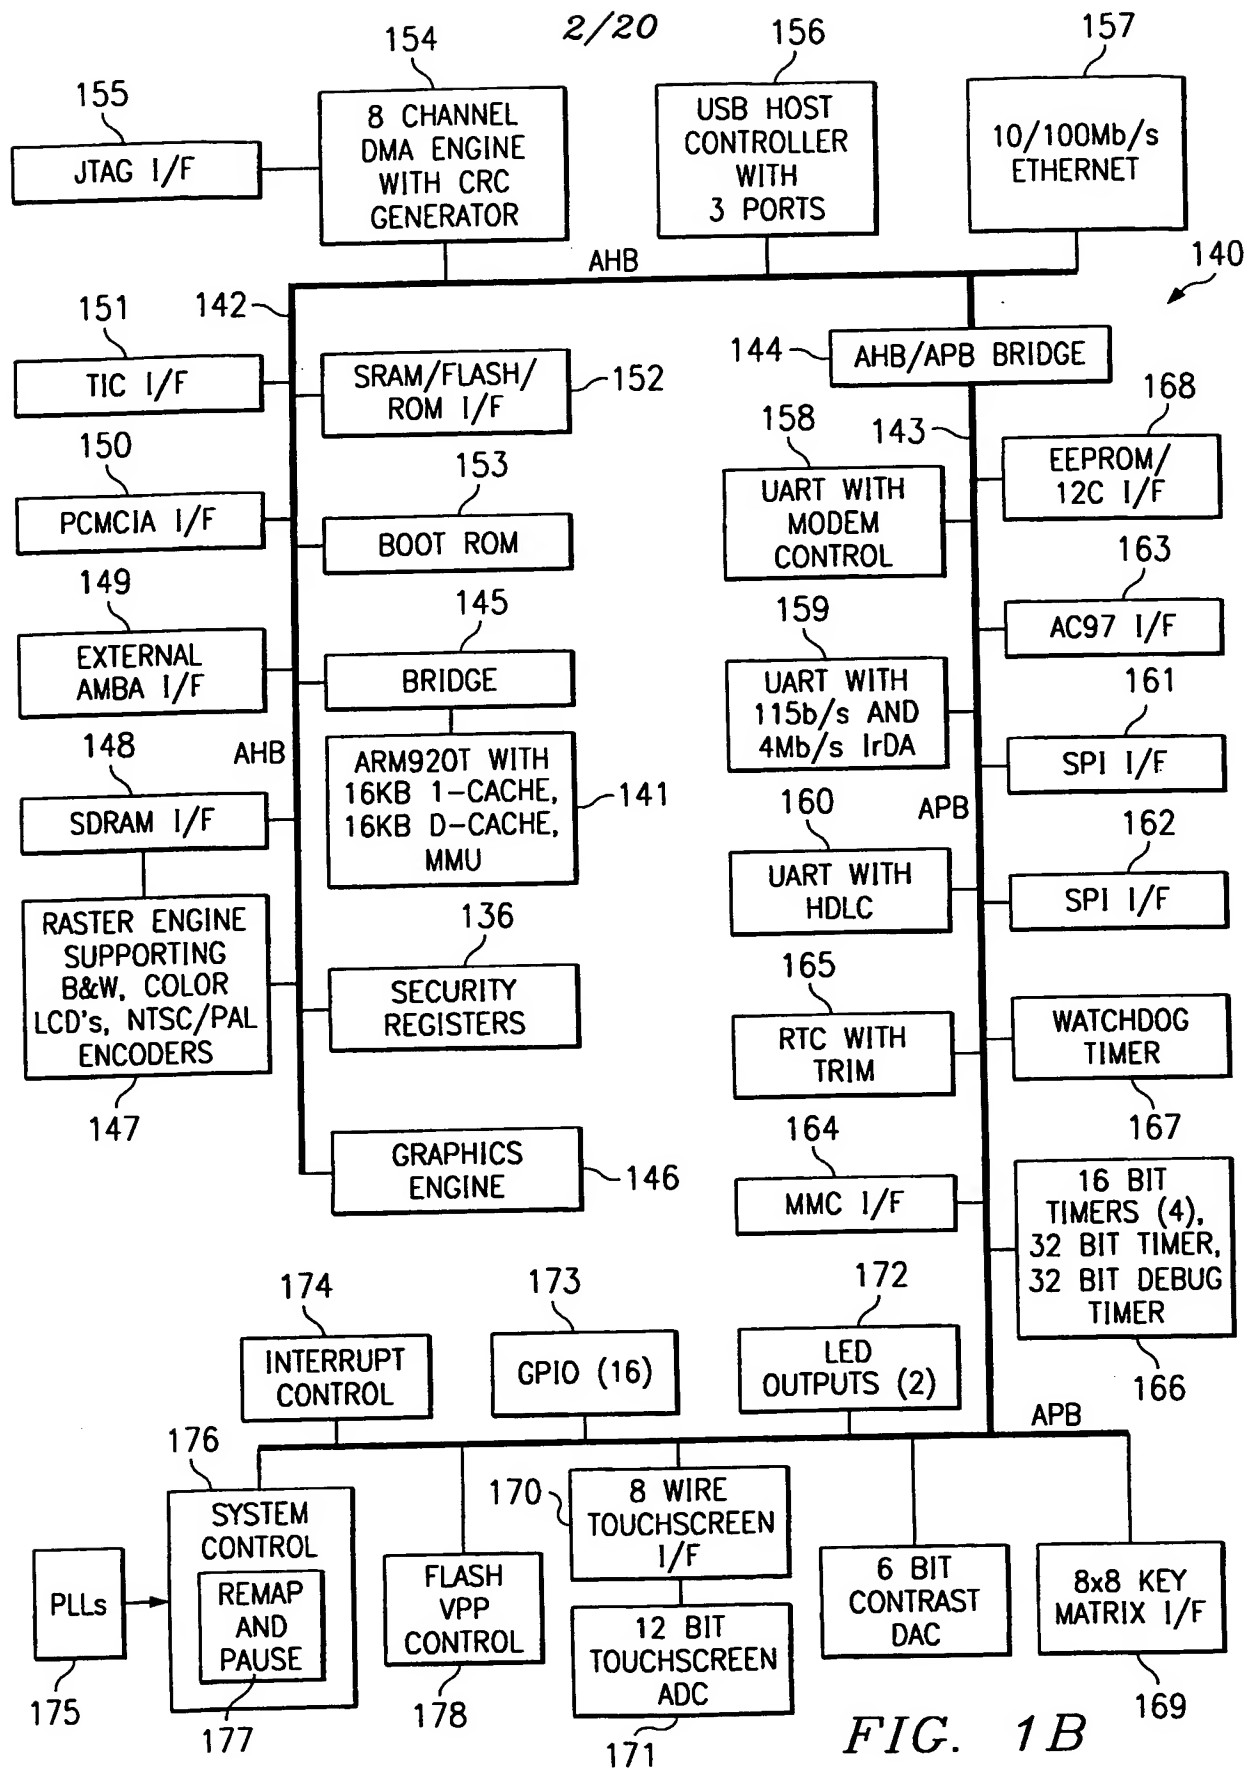 2/20
154
156
157
155
8 CHANNEL
DMA ENGINE
WITH CRC
GENERATOR
USB HOST
CONTROLLER
WITH
3 PORTS
10/100Mb/s
ETHERNET
JTAG I/F
AHB
140
142
151
TIC I/F
SRAM/FLASH/
ROM I/F
152
144
AHB/APB BRIDGE
168
143
158
EEPROM/
12C I/F
150
PCMCIA I/F
153
BOOT ROM
UART WITH
MODEM
CONTROL
163
AC97 I/F
149
EXTERNAL
AMBA I/F
145
BRIDGE
159
UART WITH
115b/s AND
4Mb/s IrDA
161
SPI I/F
148
AHB
SDRAM I/F
ARM920T WITH
16KB 1-CACHE,
16KB D-CACHE,
MMU
141
160
APB
UART WITH
HDLC
162
SPI I/F
RASTER ENGINE
SUPPORTING
B&W, COLOR
LCD's, NTSC/PAL
ENCODERS
147
136
SECURITY
REGISTERS
165
RTC WITH
TRIM
WATCHDOG
TIMER
167
GRAPHICS
ENGINE
146
164
MMC I/F
16 BIT
TIMERS (4),
32 BIT TIMER,
32 BIT DEBUG
TIMER
166
174
INTERRUPT
CONTROL
173
GPIO (16)
172
LED
OUTPUTS (2)
APB
176
SYSTEM
CONTROL
REMAP
AND
PAUSE
177
PLLs
175
FLASH
VPP
CONTROL
178
170
8 WIRE
TOUCHSCREEN
I/F
12 BIT
TOUCHSCREEN
ADC
171
6 BIT
CONTRAST
DAC
8x8 KEY
MATRIX I/F
169
FIG. 1B